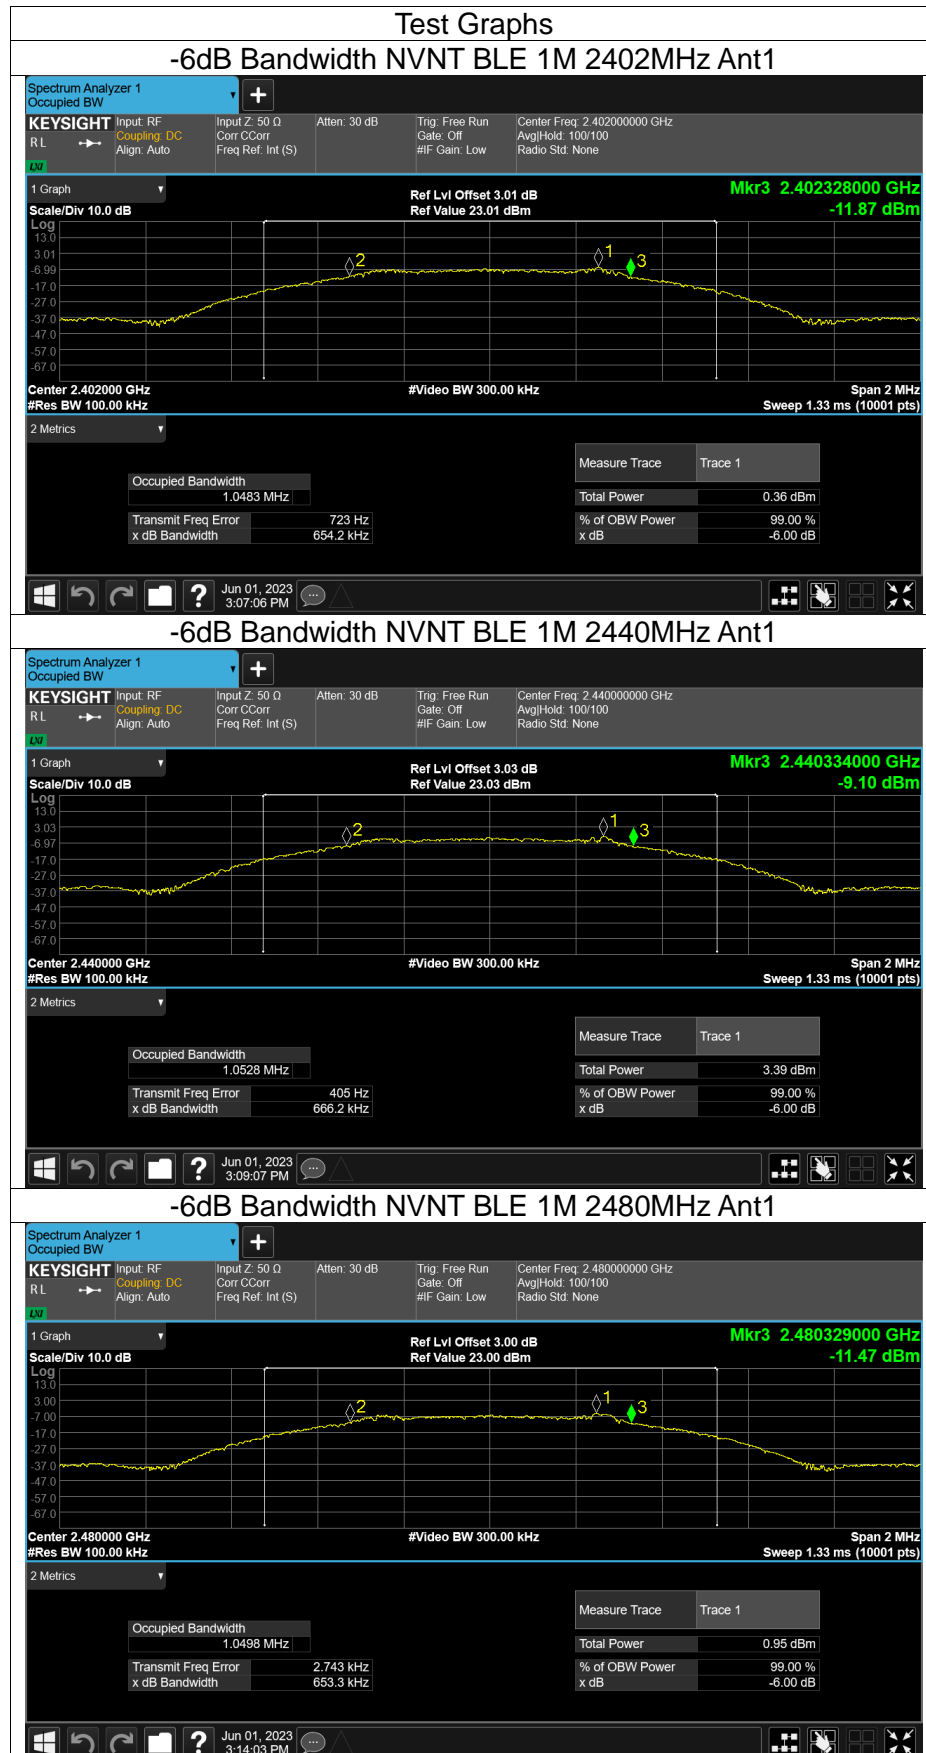 Test Graphs
-6dB Bandwidth NVNT BLE 1M 2402MHz Ant1
Spectrum Analyzer 1
Occupied BW
KEYSIGHT Input: RF Input Z: 50 Ω Atten: 30 dB Trig: Free Run Center Freq: 2.402000000 GHz
RL Coupling: DC Corr CCorr Gate: Off Avg|Hold: 100/100
Align: Auto Freq Ref: Int (S) #IF Gain: Low Radio Std: None
LXI
1 Graph Ref Lvl Offset 3.01 dB Mkr3 2.402328000 GHz
Scale/Div 10.0 dB Ref Value 23.01 dBm -11.87 dBm
Log
13.0
3.01
-6.99
-17.0
-27.0
-37.0
-47.0
-57.0
-67.0
2 1 3
Center 2.402000 GHz #Video BW 300.00 kHz Span 2 MHz
#Res BW 100.00 kHz Sweep 1.33 ms (10001 pts)
2 Metrics
Measure Trace Trace 1
Occupied Bandwidth
1.0483 MHz Total Power 0.36 dBm
Transmit Freq Error 723 Hz % of OBW Power 99.00 %
x dB Bandwidth 654.2 kHz x dB -6.00 dB
? Jun 01, 2023
3:07:06 PM
-6dB Bandwidth NVNT BLE 1M 2440MHz Ant1
Spectrum Analyzer 1
Occupied BW
KEYSIGHT Input: RF Input Z: 50 Ω Atten: 30 dB Trig: Free Run Center Freq: 2.440000000 GHz
RL Coupling: DC Corr CCorr Gate: Off Avg|Hold: 100/100
Align: Auto Freq Ref: Int (S) #IF Gain: Low Radio Std: None
LXI
1 Graph Ref Lvl Offset 3.03 dB Mkr3 2.440334000 GHz
Scale/Div 10.0 dB Ref Value 23.03 dBm -9.10 dBm
Log
13.0
3.03
-6.97
-17.0
-27.0
-37.0
-47.0
-57.0
-67.0
2 1 3
Center 2.440000 GHz #Video BW 300.00 kHz Span 2 MHz
#Res BW 100.00 kHz Sweep 1.33 ms (10001 pts)
2 Metrics
Measure Trace Trace 1
Occupied Bandwidth
1.0528 MHz Total Power 3.39 dBm
Transmit Freq Error 405 Hz % of OBW Power 99.00 %
x dB Bandwidth 666.2 kHz x dB -6.00 dB
? Jun 01, 2023
3:09:07 PM
-6dB Bandwidth NVNT BLE 1M 2480MHz Ant1
Spectrum Analyzer 1
Occupied BW
KEYSIGHT Input: RF Input Z: 50 Ω Atten: 30 dB Trig: Free Run Center Freq: 2.480000000 GHz
RL Coupling: DC Corr CCorr Gate: Off Avg|Hold: 100/100
Align: Auto Freq Ref: Int (S) #IF Gain: Low Radio Std: None
LXI
1 Graph Ref Lvl Offset 3.00 dB Mkr3 2.480329000 GHz
Scale/Div 10.0 dB Ref Value 23.00 dBm -11.47 dBm
Log
13.0
3.00
-7.00
-17.0
-27.0
-37.0
-47.0
-57.0
-67.0
2 1 3
Center 2.480000 GHz #Video BW 300.00 kHz Span 2 MHz
#Res BW 100.00 kHz Sweep 1.33 ms (10001 pts)
2 Metrics
Measure Trace Trace 1
Occupied Bandwidth
1.0498 MHz Total Power 0.95 dBm
Transmit Freq Error 2.743 kHz % of OBW Power 99.00 %
x dB Bandwidth 653.3 kHz x dB -6.00 dB
? Jun 01, 2023
3:14:03 PM